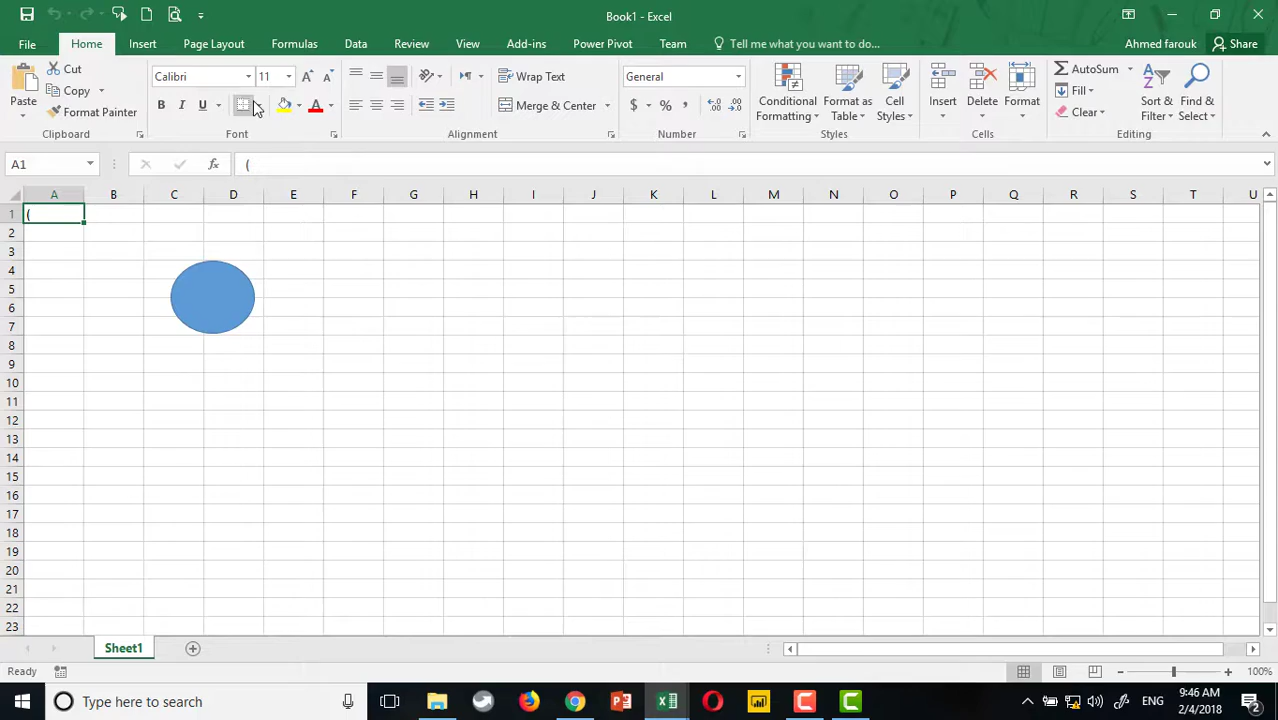 Book1 - Excel
File Home Insert Page Layout Formulas Data Review View Add-ins Power Pivot Team Tell me what you want to do... Ahmed farouk Share
Paste
Cut
Copy
Format Painter
Clipboard
Calibri 11
B I U
Font
Wrap Text
Merge & Center
Alignment
General
$ % ,
Number
Conditional Formatting
Format as Table
Cell Styles
Styles
Insert Delete Format
Cells
AutoSum
Fill
Clear
Sort & Filter
Find & Select
Editing
A1 fx (
A B C D E F G H I J K L M N O P Q R S T U
1 (
2
3
4
5
6
7
8
9
10
11
12
13
14
15
16
17
18
19
20
21
22
23
Sheet1
Ready 100%
Type here to search ENG 9:46 AM
2/4/2018 2